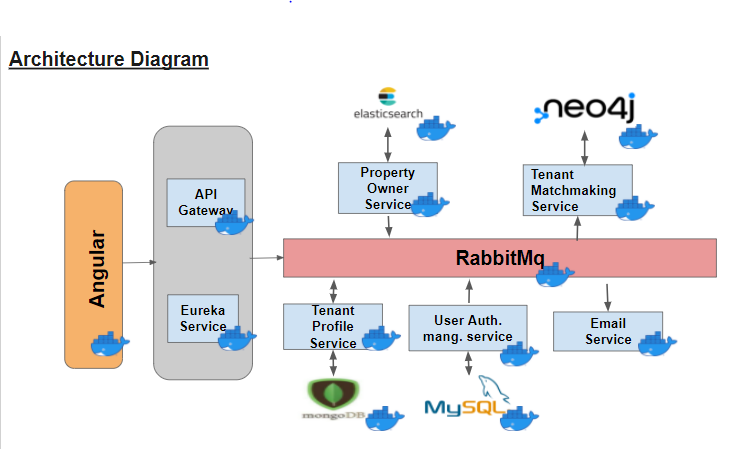 Architecture Diagram
elasticsearch
neo4j
Property
Owner
Service
Tenant
Matchmaking
Service
API
Gateway
Angular
RabbitMq
Eureka
Service
Tenant
Profile
Service
User Auth.
mang. service
Email
Service
mongoDB
MySQL